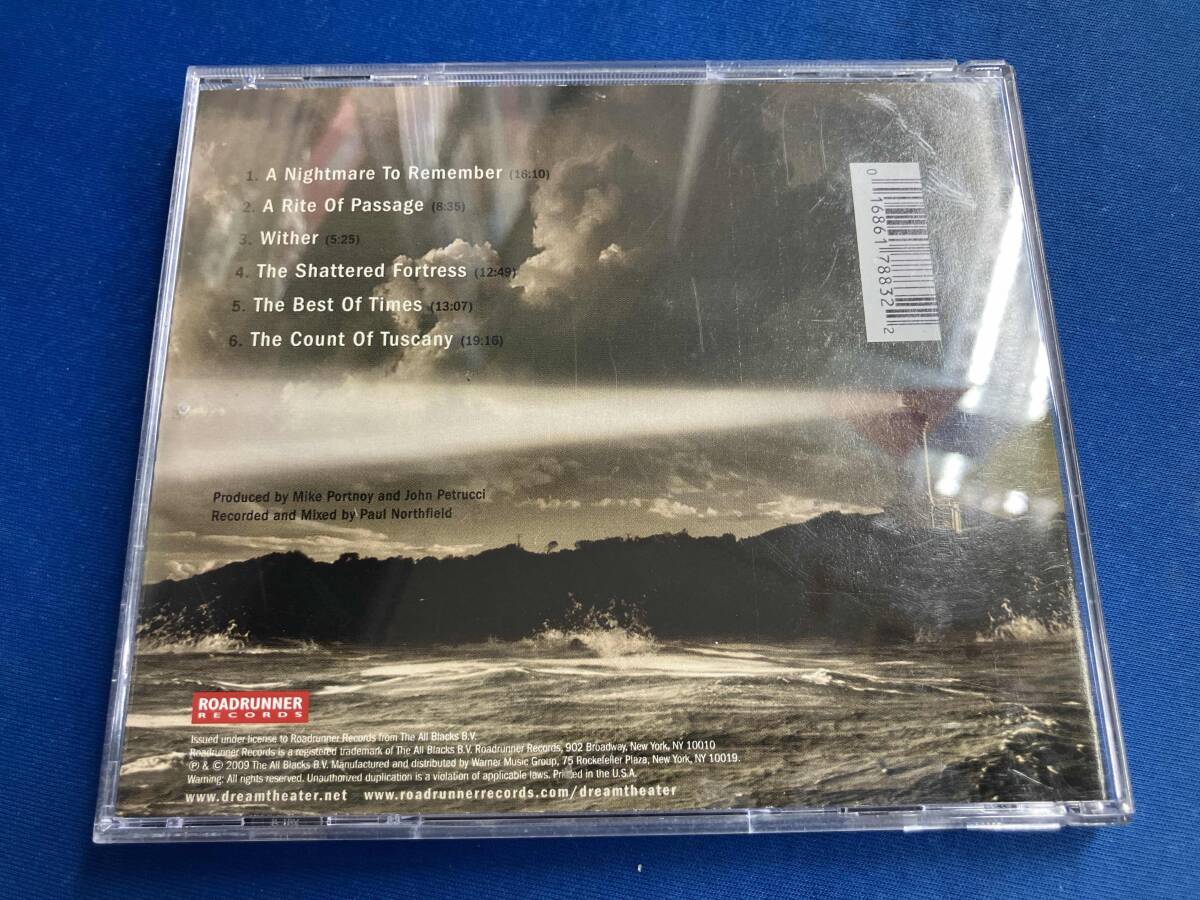 1. A Nightmare To Remember (16:10)
2. A Rite Of Passage (8:35)
3. Wither (5:25)
4. The Shattered Fortress (12:49)
5. The Best Of Times (13:07)
6. The Count Of Tuscany (19:16)
0 16861 78832 2
Produced by Mike Portnoy and John Petrucci
Recorded and Mixed by Paul Northfield
ROADRUNNER
RECORDS
Issued under license to Roadrunner Records from The All Blacks B.V.
Roadrunner Records is a registered trademark of The All Blacks B.V. Roadrunner Records, 902 Broadway, New York, NY 10010
℗ & © 2009 The All Blacks B.V. Manufactured and distributed by Warner Music Group, 75 Rockefeller Plaza, New York, NY 10019.
Warning: All rights reserved. Unauthorized duplication is a violation of applicable laws. Printed in the U.S.A.
www.dreamtheater.net www.roadrunnerrecords.com/dreamtheater